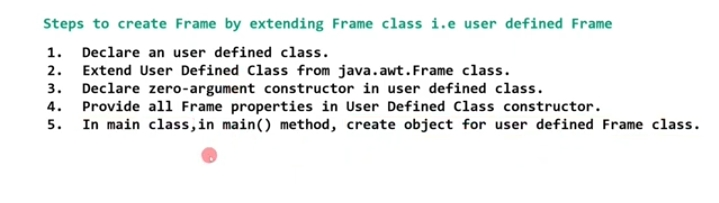 Steps to create Frame by extending Frame class i.e user defined Frame
1. Declare an user defined class.
2. Extend User Defined Class from java.awt.Frame class.
3. Declare zero-argument constructor in user defined class.
4. Provide all Frame properties in User Defined Class constructor.
5. In main class,in main() method, create object for user defined Frame class.